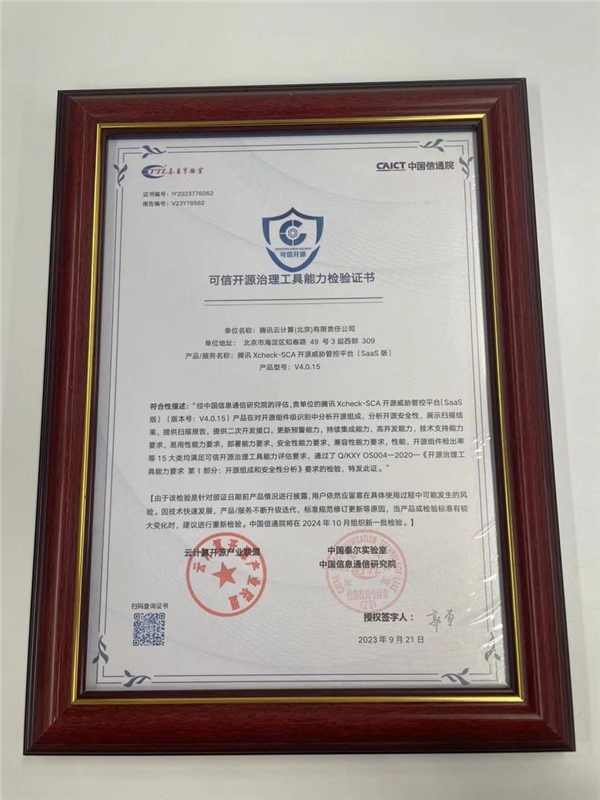 泰尔实验室
CAICT 中国信通院
证书编号：IY2023776D62
报告编号：V23Y78562
可信开源
可信开源治理工具能力检验证书
单位名称：腾讯云计算(北京)有限责任公司
单位地址： 北京市海淀区知春路 49 号 3 层西部 309
产品/服务名称：腾讯 Xcheck-SCA 开源威胁管控平台（SaaS 版）
产品型号：V4.0.15
符合性描述：“经中国信息通信研究院的评估，贵单位的腾讯 Xcheck-SCA 开源威胁管控平台（SaaS
版）（版本号：V4.0.15）产品在对开源组件级识别中分析开源组成，分析开源安全性，展示扫描结
果，提供扫描报告，提供二次开发接口，更新预警能力，持续集成能力，高并发能力，技术支持能力
要求，易用性能力要求，部署能力要求，安全性能力要求，兼容性能力要求，性能，开源组件检出率
等 15 大类均满足可信开源治理工具能力评估要求，通过了 Q/KXY OS004—2020—《开源治理工
具能力要求 第 1 部分：开源组成和安全性分析》要求的检验，特发此证。”
【由于该检验是针对颁证日期前产品情况进行披露，用户依然应留意在具体使用过程中可能发生的风
险。因技术快速发展、产品/服务不断升级迭代、标准规范修订更新等原因，当产品或检验标准有较
大变化时，建议进行重新检验。中国信通院将在 2024 年 10 月组织新一批检验。】
云计算开源产业联盟
中国泰尔实验室
中国信息通信研究院
扫码查询证书
授权签字人：
2023 年 9 月 21 日